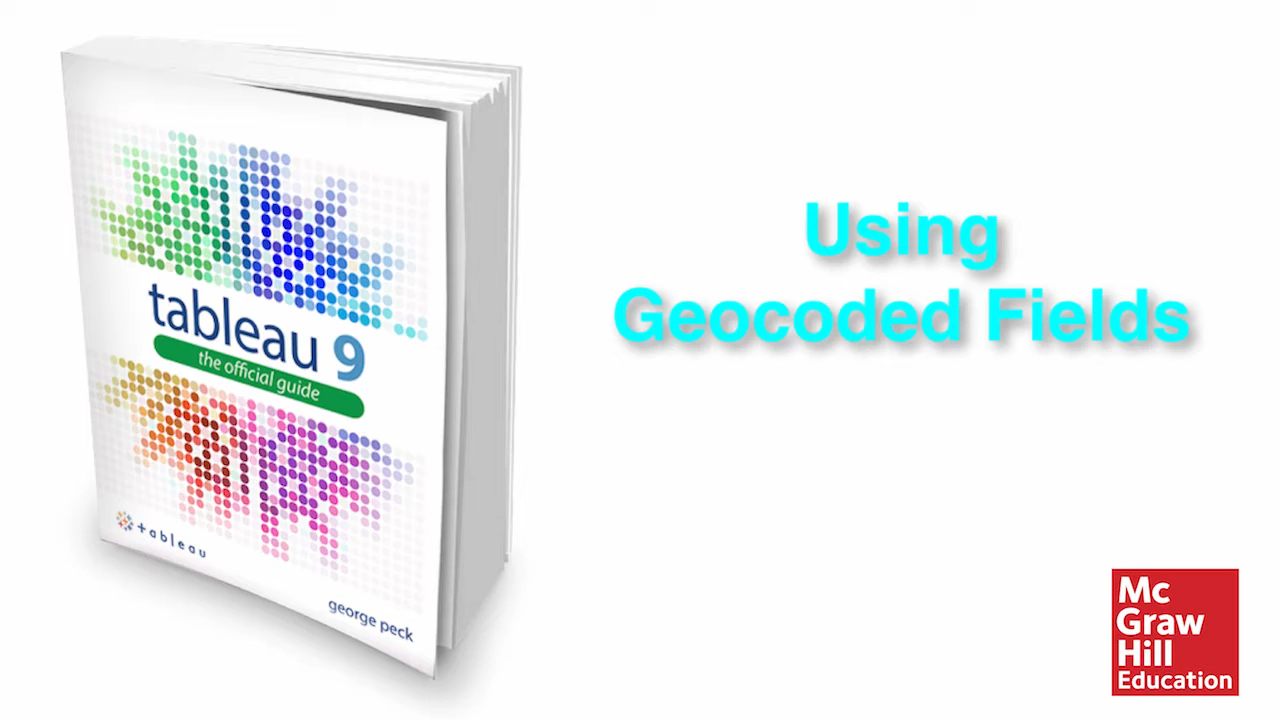 tableau 9
the official guide
tableau
george peck
Using
Geocoded Fields
Mc
Graw
Hill
Education